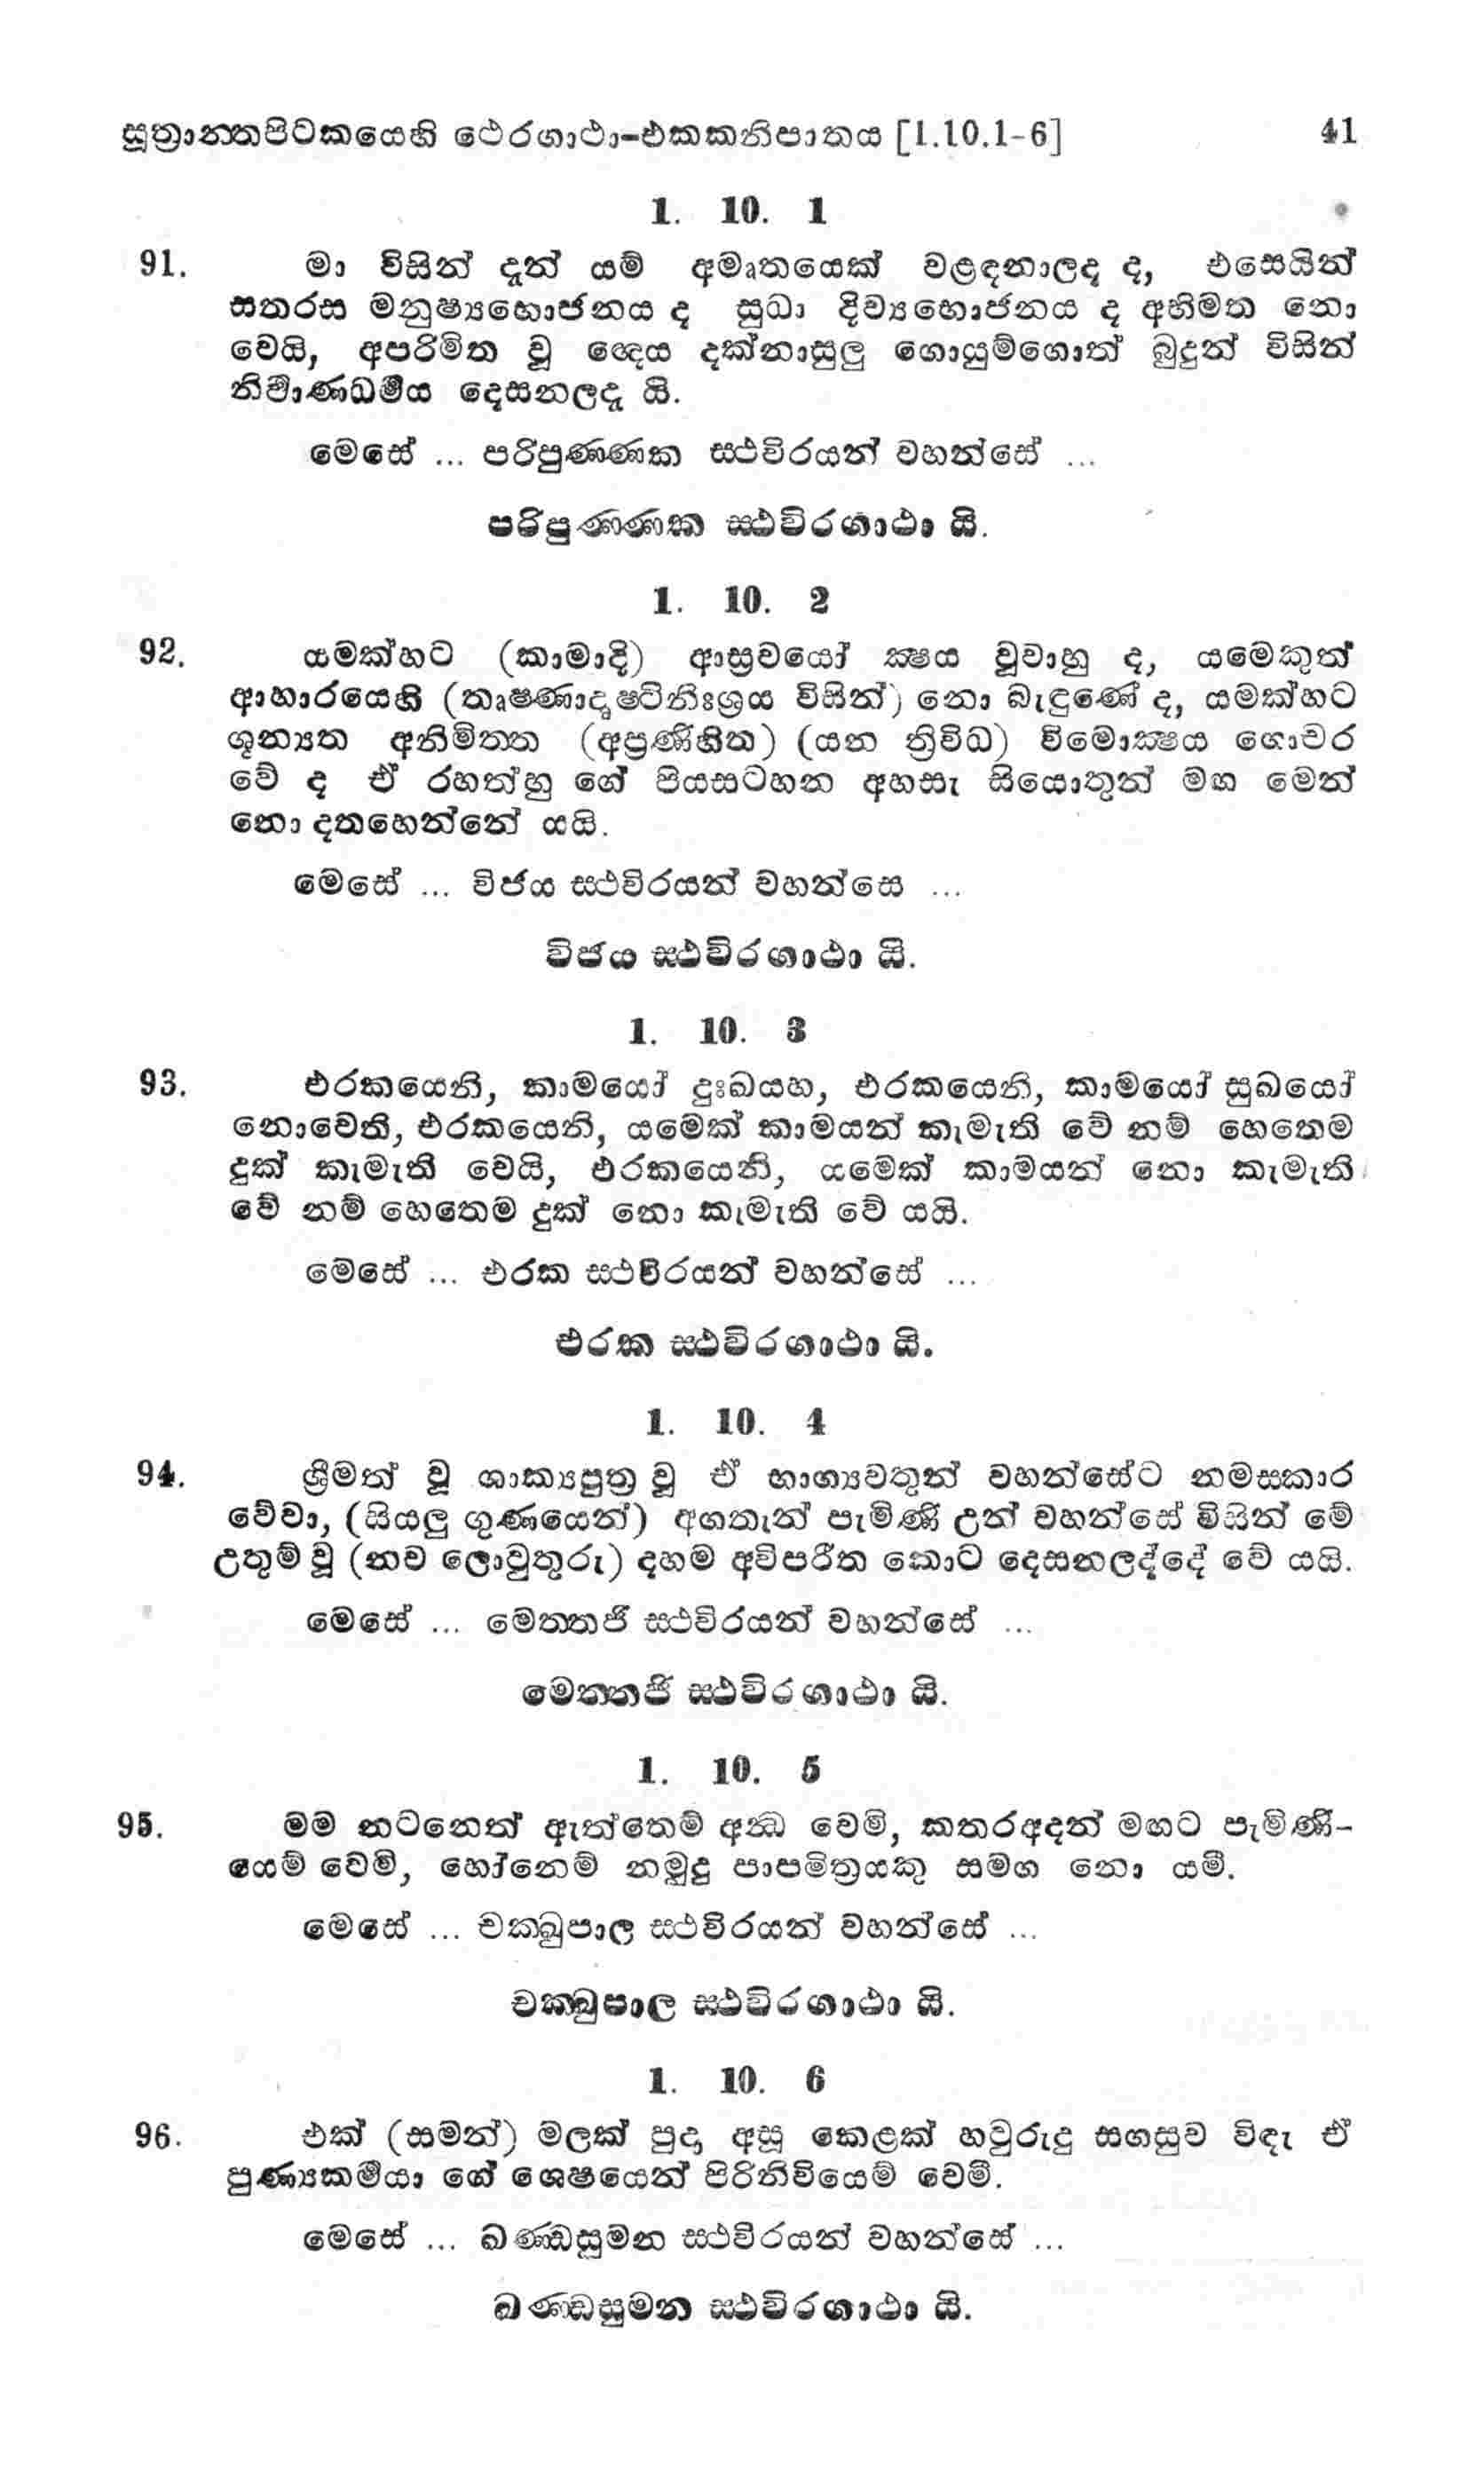 සූත්‍රාන්තපිටකයෙහි ථෙරගාථා-එකකනිපාතය [1.10.1-6] 41
1. 10. 1
91. මා විසින් දැන් යම් අමෘතයෙක් වළඳනාලද ද, එසෙයින්
සතරස මනුෂ්‍යභොජනය ද සුධා දිව්‍යභොජනය ද අභිමත නො
වෙයි, අපරිමිත වූ ඥෙය දක්නාසුලු ගොයුම්ගොත් බුදුන් විසින්
නිර්‍වාණධර්‍මය දෙසනලදැ යි.
මෙසේ ... පරිපුණ්ණක ස්ථවිරයන් වහන්සේ ...
පරිපුණ්ණක ස්ථවිරගාථා යි.
1. 10. 2
92. යමක්හට (කාමාදි) ආස්‍රවයෝ ක්‍ෂය වූවාහු ද, යමෙකුත්
ආහාරයෙහි (තෘෂ්ණාදෘෂ්ටිනිඃශ්‍රය විසින්) නො බැඳුණේ ද, යමක්හට
ශූන්‍යත අනිමිත්ත (අප්‍රණිහිත) (යන ත්‍රිවිධ) විමොක්‍ෂය ගොචර
වේ ද ඒ රහත්හු ගේ පියසටහන අහසැ සියොතුන් මඟ මෙන්
නො දතහෙන්නේ යයි.
මෙසේ ... විජය ස්ථවිරයන් වහන්සෙ ...
විජය ස්ථවිරගාථා යි.
1. 10. 3
93. එරකයෙනි, කාමයෝ දුඃඛයහ, එරකයෙනි, කාමයෝ සුඛයෝ
නොවෙති, එරකයෙනි, යමෙක් කාමයන් කැමැති වේ නම් හෙතෙම
දුක් කැමැති වෙයි, එරකයෙනි, යමෙක් කාමයන් නො කැමැති
වේ නම් හෙතෙම දුක් නො කැමැති වේ යයි.
මෙසේ ... එරක ස්ථවිරයන් වහන්සේ ...
එරක ස්ථවිරගාථා යි.
1. 10. 4
94. ශ්‍රීමත් වූ ශාක්‍යපුත්‍ර වූ ඒ භාග්‍යවතුන් වහන්සේට නමස්කාර
වේවා, (සියලු ගුණයෙන්) අගතැන් පැමිණි උන් වහන්සේ විසින් මේ
උතුම් වූ (නව ලොවුතුරු) දහම අවිපරීත කොට දෙසනලද්දේ වේ යයි.
මෙසේ ... මෙත්තජි ස්ථවිරයන් වහන්සේ ...
මෙත්තජි ස්ථවිරගාථා යි.
1. 10. 5
95. මම නටනෙත් ඇත්තෙම් අන්‍ධ වෙමි, කතරඅදන් මඟට පැමිණි-
යෙම් වෙමි, හෝනෙම් නමුදු පාපමිත්‍රයකු සමග නො යමි.
මෙසේ ... චක්ඛුපාල ස්ථවිරයන් වහන්සේ ...
චක්ඛුපාල ස්ථවිරගාථා යි.
1. 10. 6
96. එක් (සමන්) මලක් පුදා අසූ කෙළක් හවුරුදු සගසුව විඳැ ඒ
පුණ්‍යකර්‍මයා ගේ ශෙෂයෙන් පිරිනිවියෙම් වෙමි.
මෙසේ ... ඛණ්ඩසුමන ස්ථවිරයන් වහන්සේ ...
ඛණ්ඩසුමන ස්ථවිරගාථා යි.